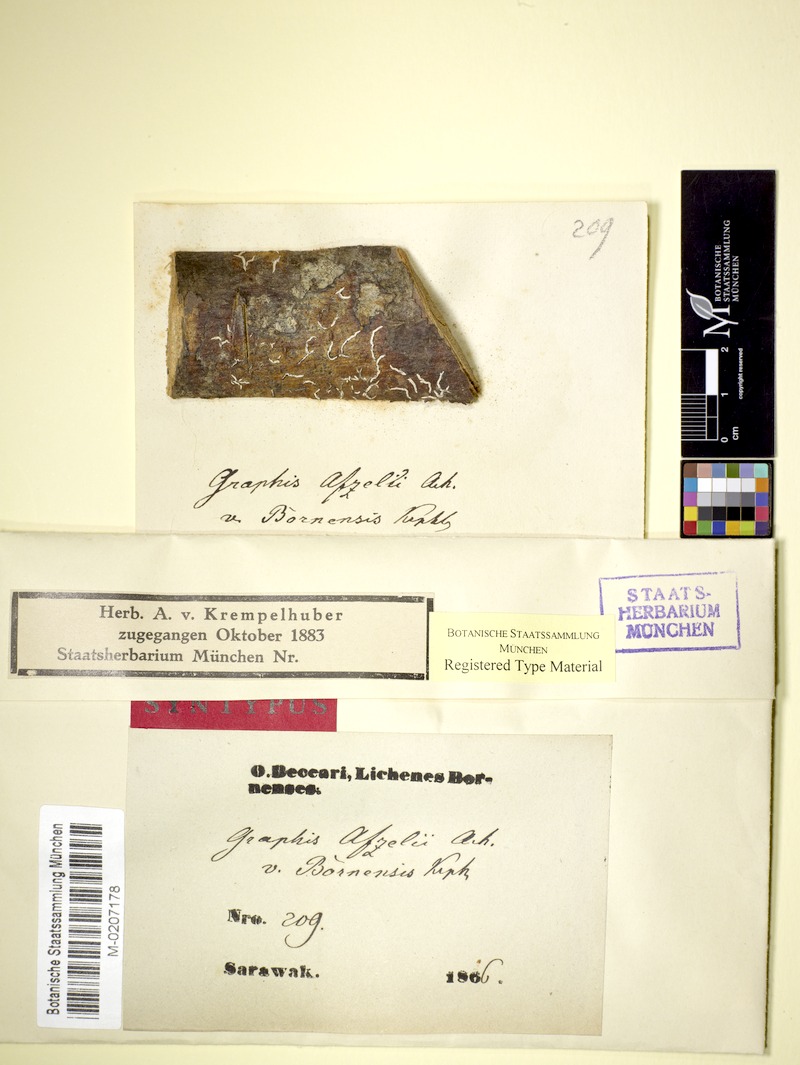 209
BOTANISCHE
STAATSSAMMLUNG
MÜNCHEN
copyright reserved
0 1 2
cm
Graphis Afzelii Ach.
v. Bornensis Krphb
Herb. A. v. Krempelhuber
zugegangen Oktober 1883
Staatsherbarium München Nr.
BOTANISCHE STAATSSAMMLUNG
MÜNCHEN
Registered Type Material
STAATS-
HERBARIUM
MÜNCHEN
SYNTYPUS
O. Beccari, Lichenes Bor-
nenses.
Graphis Afzelii Ach.
v. Bornensis Krph
Nro. 209.
Sarawak. 1866.
Botanische Staatssammlung München
M-0207178